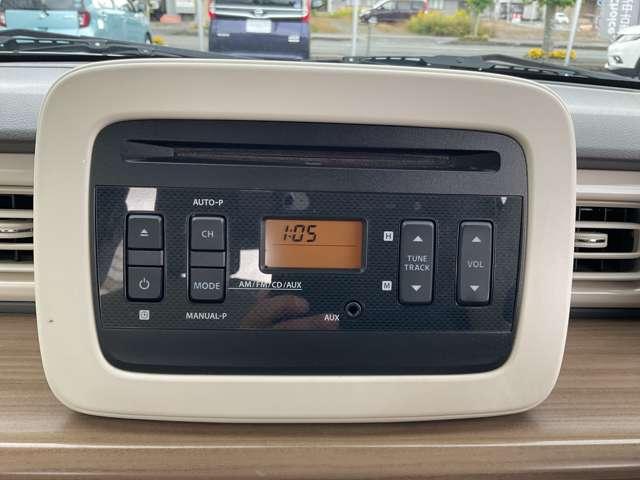 AUTO-P
CH
MODE
MANUAL-P
1:05
AM/FM/CD/AUX
AUX
H
M
TUNE
TRACK
VOL